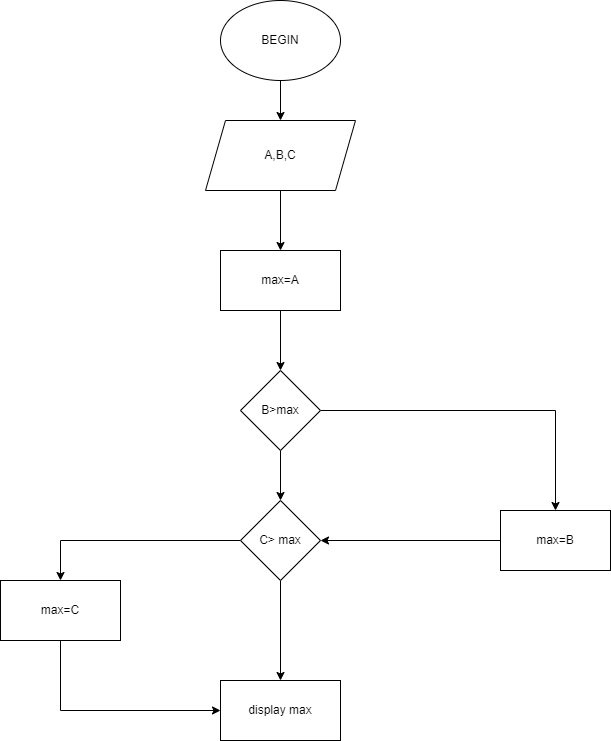 BEGIN
A,B,C
max=A
B>max
C> max
max=B
max=C
display max